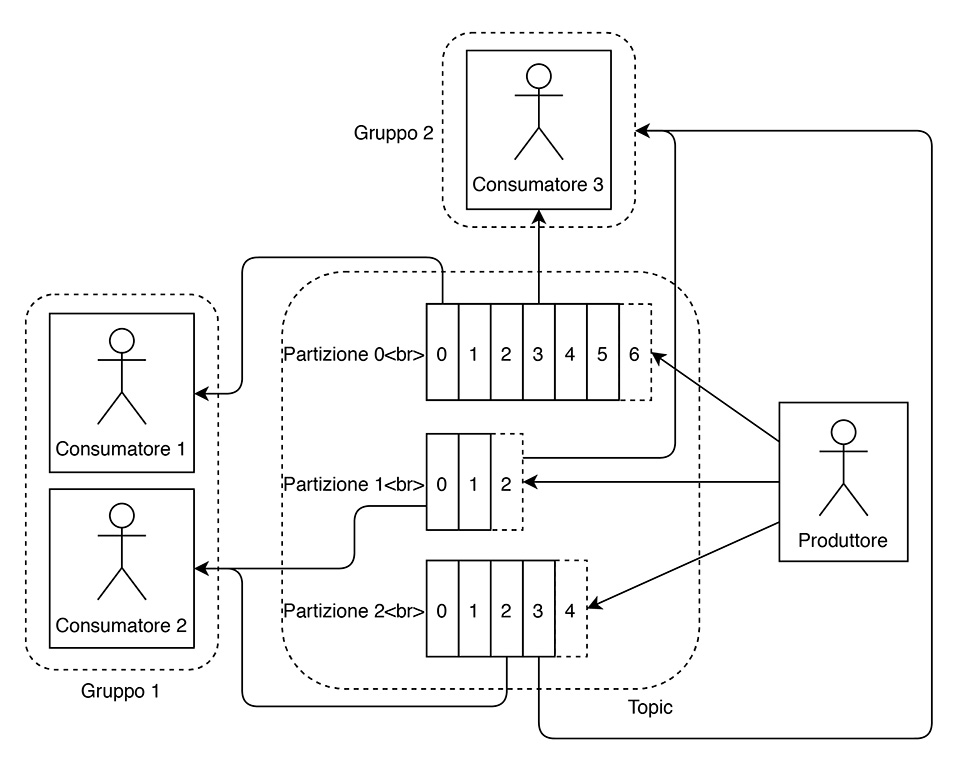 Gruppo 2
Consumatore 3
Partizione 0<br> 0 1 2 3 4 5 6
Consumatore 1
Partizione 1<br> 0 1 2
Produttore
Consumatore 2
Partizione 2<br> 0 1 2 3 4
Gruppo 1
Topic